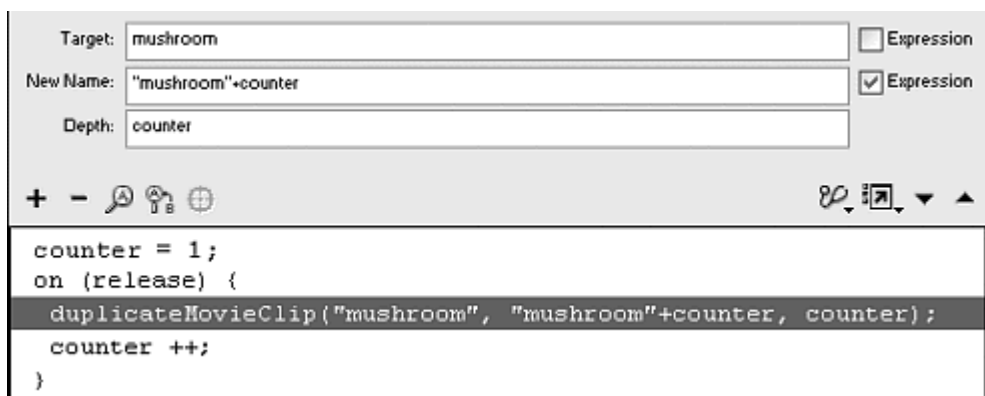 Target: mushroom Expression
New Name: "mushroom"+counter Expression
Depth: counter
counter = 1;
on (release) {
duplicateMovieClip("mushroom", "mushroom"+counter, counter);
counter ++;
}